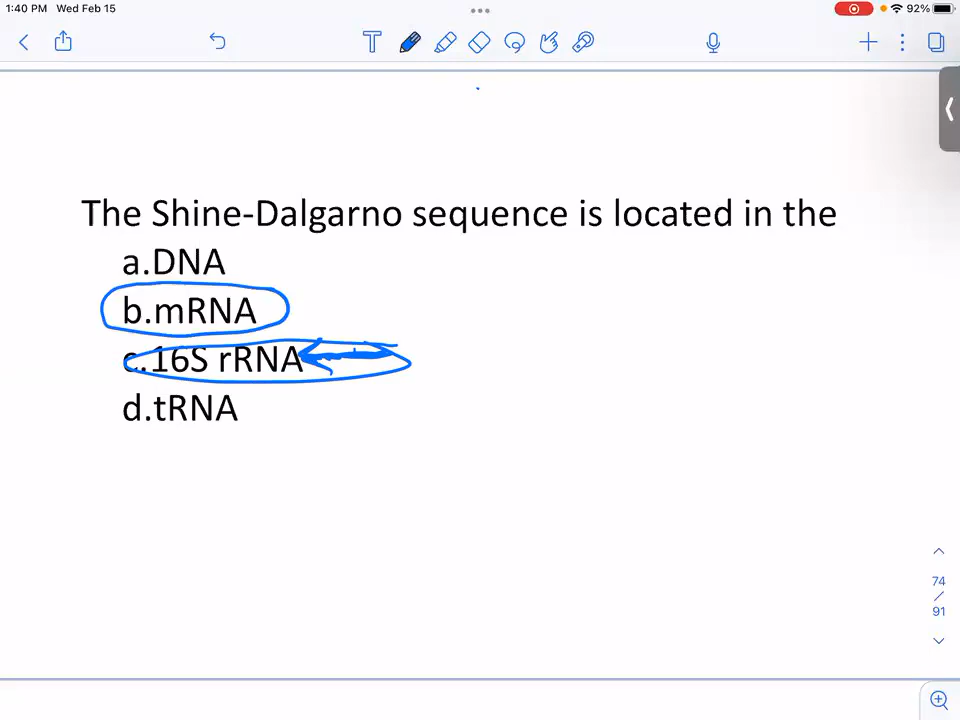 1:40 PM Wed Feb 15
92%
T
The Shine-Dalgarno sequence is located in the
a.DNA
b.mRNA
c.16S rRNA
d.tRNA
74
/
91